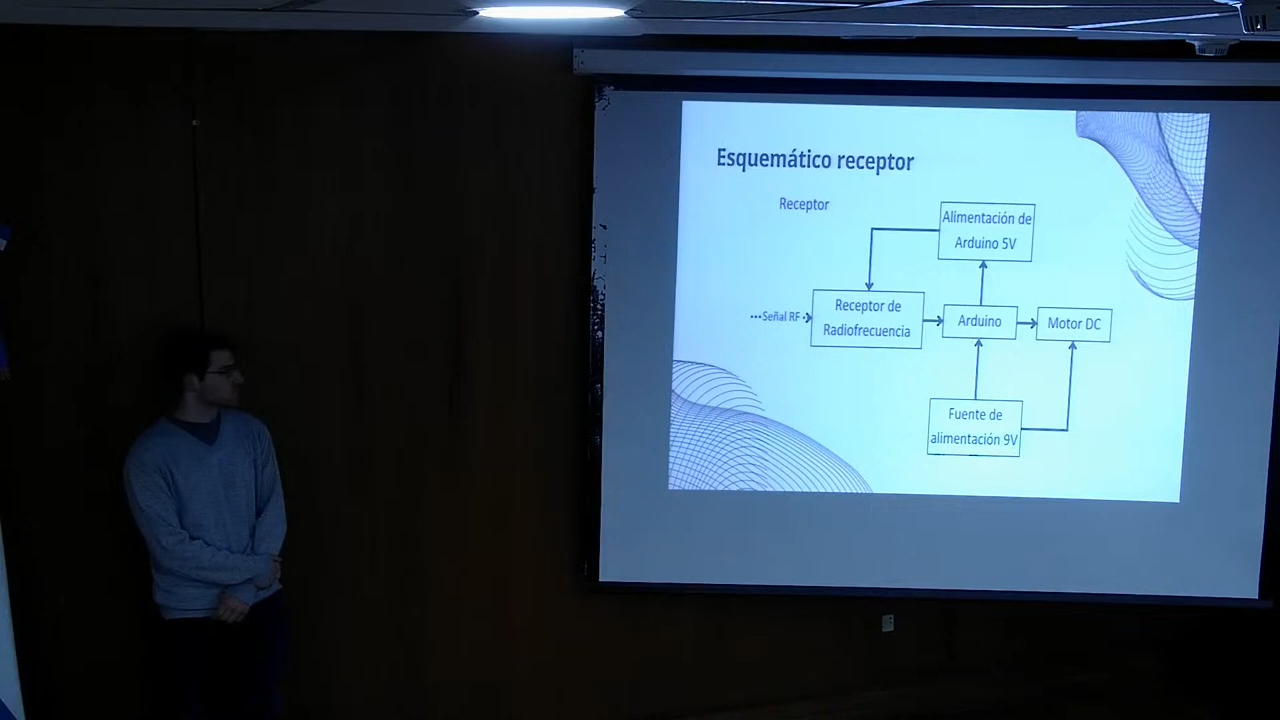 Esquemático receptor
Receptor
Alimentación de
Arduino 5V
Señal RF
Receptor de
Radiofrecuencia
Arduino
Motor DC
Fuente de
alimentación 9V